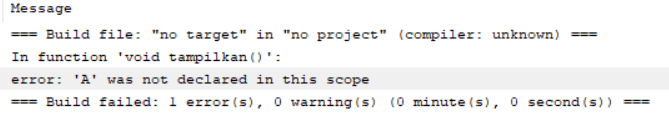 Message
=== Build file: "no target" in "no project" (compiler: unknown) ===
In function 'void tampilkan()':
error: 'A' was not declared in this scope
=== Build failed: 1 error(s), 0 warning(s) (0 minute(s), 0 second(s)) ===